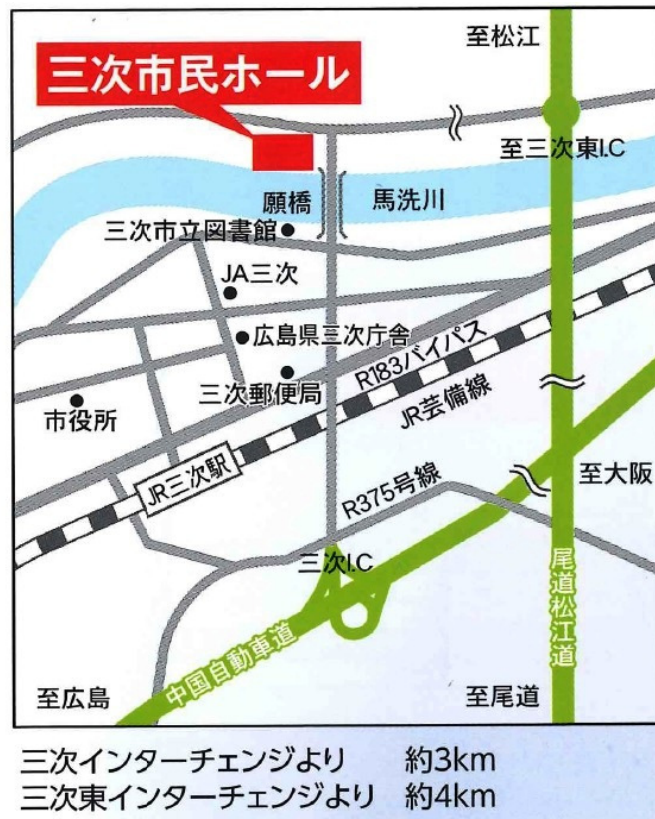 至松江
三次市民ホール
至三次東I.C
願橋
馬洗川
三次市立図書館
JA三次
広島県三次庁舎
R183バイパス
三次郵便局
JR芸備線
市役所
JR三次駅
至大阪
R375号線
三次I.C
尾道松江道
中国自動車道
至広島
至尾道
三次インターチェンジより 約3km
三次東インターチェンジより 約4km